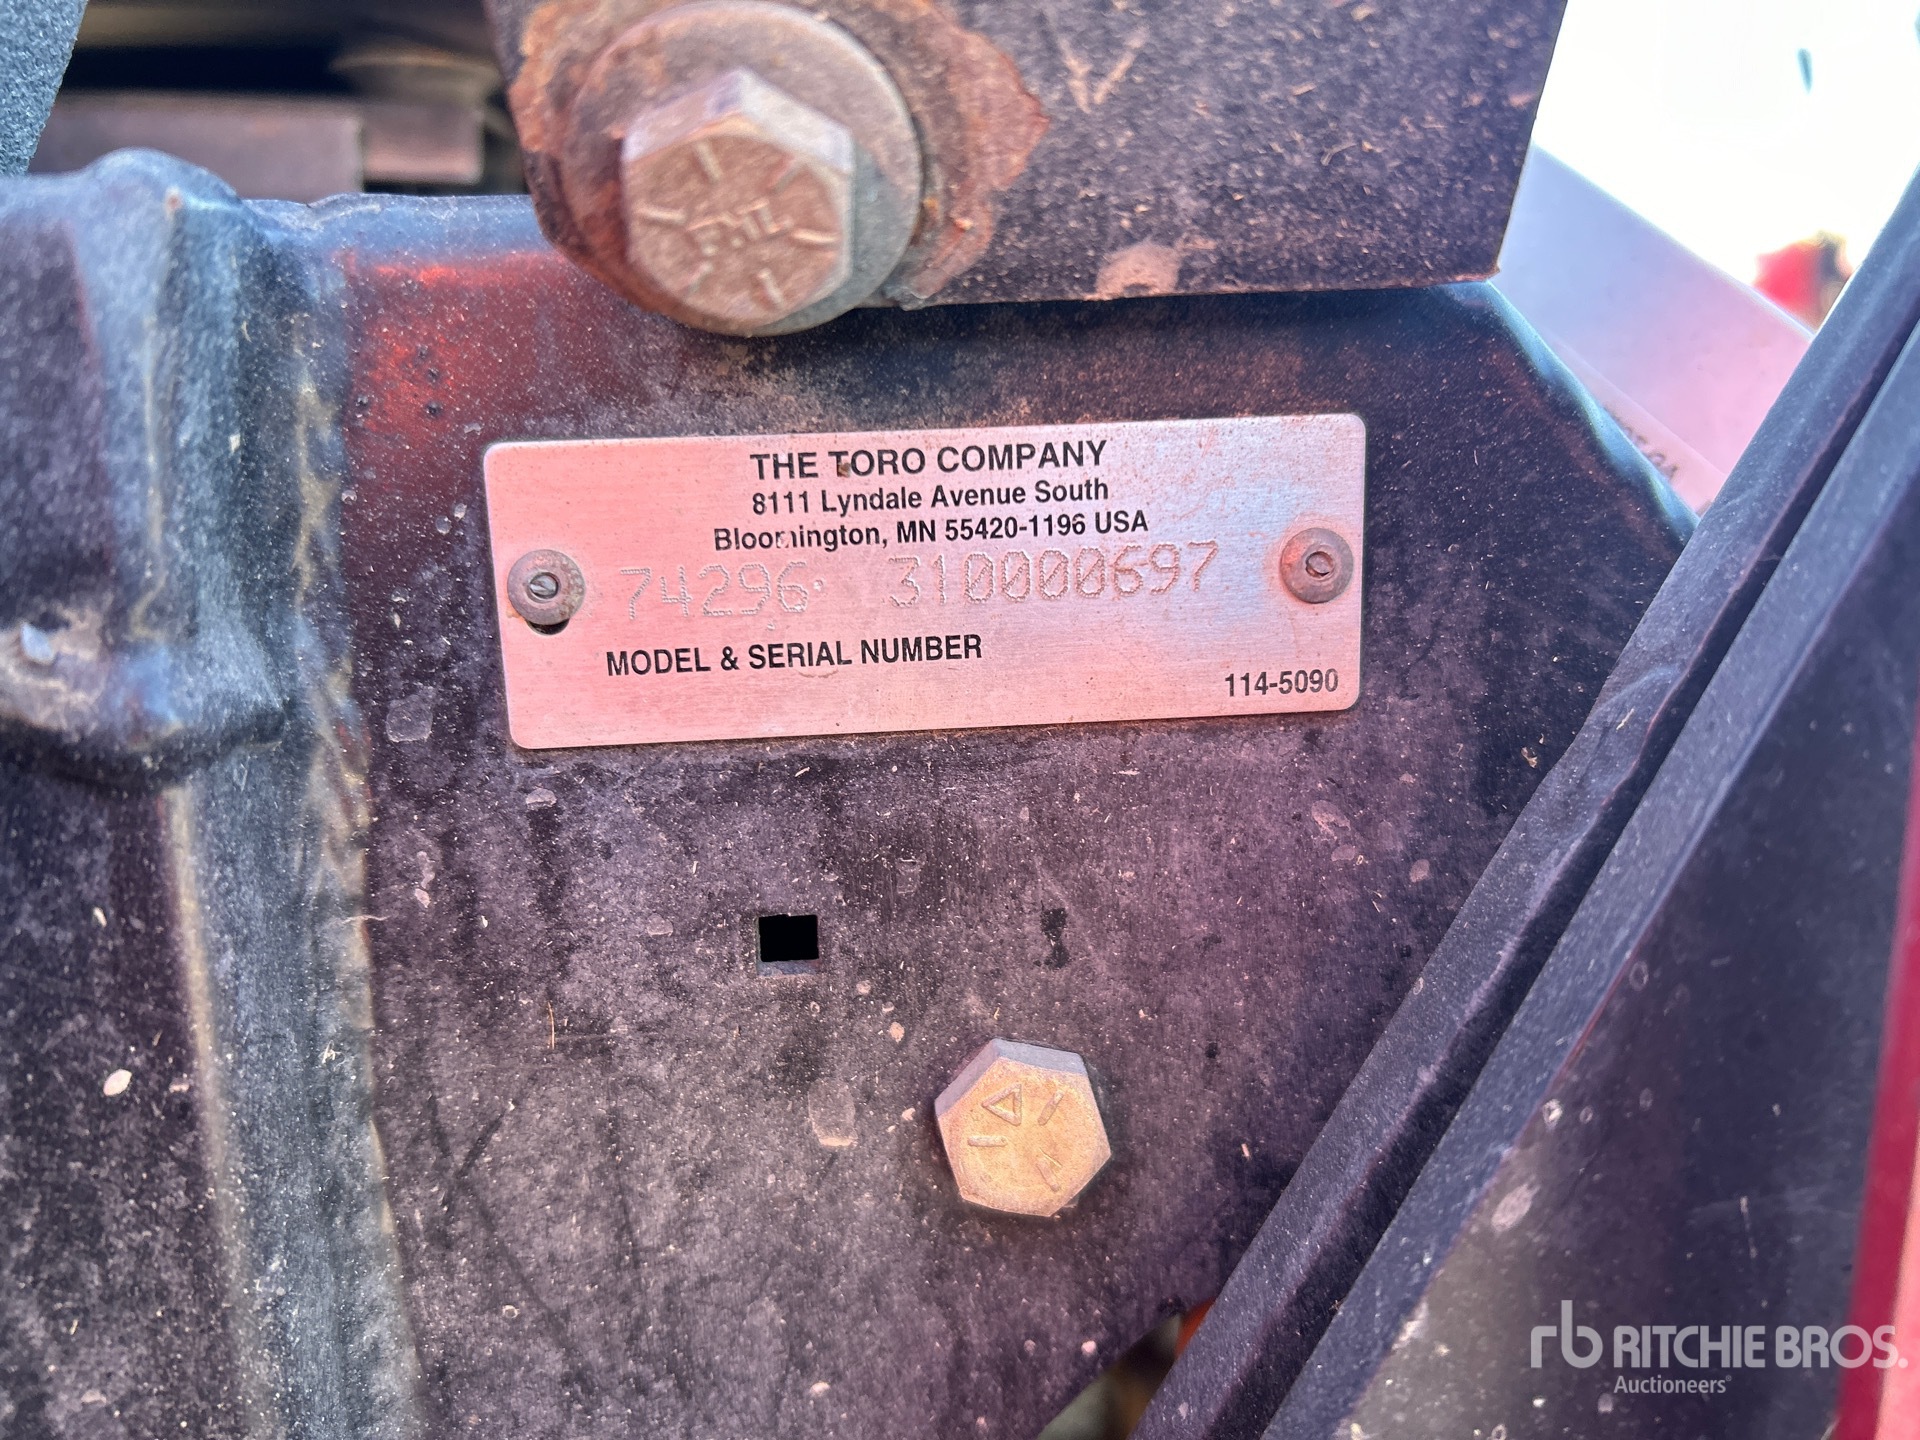 THE TORO COMPANY
8111 Lyndale Avenue South
Bloomington, MN 55420-1196 USA
74296 310000697
MODEL & SERIAL NUMBER
114-5090
rb RITCHIE BROS.
Auctioneers